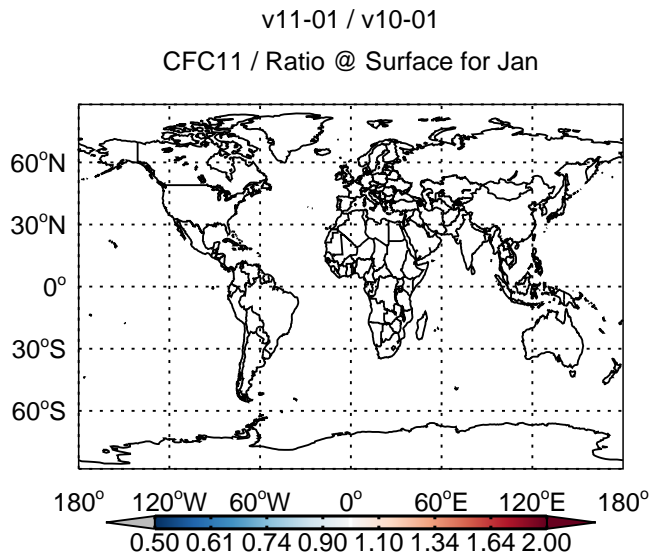 v11-01 / v10-01
CFC11 / Ratio @ Surface for Jan
60°N
30°N
0°
30°S
60°S
180° 120°W 60°W 0° 60°E 120°E 180°
0.50 0.61 0.74 0.90 1.10 1.34 1.64 2.00